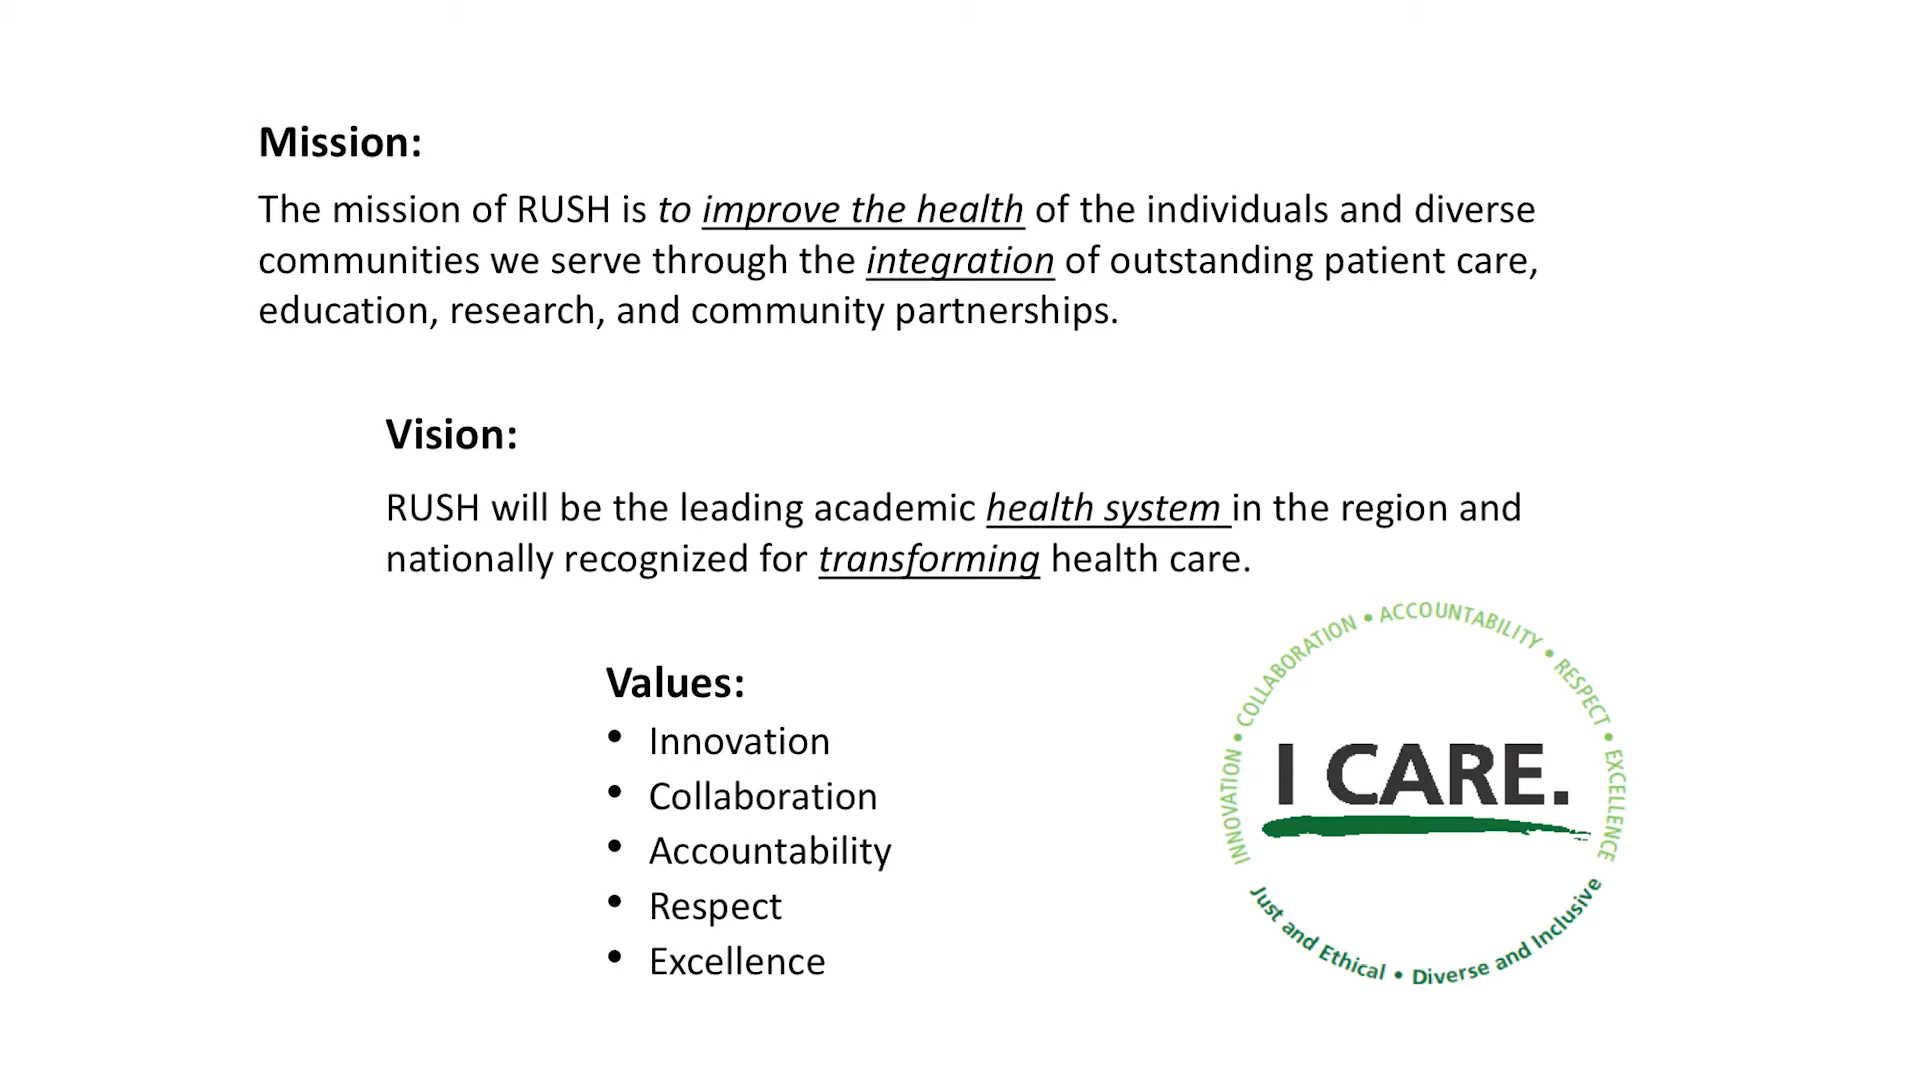 Mission:
The mission of RUSH is to improve the health of the individuals and diverse
communities we serve through the integration of outstanding patient care,
education, research, and community partnerships.
Vision:
RUSH will be the leading academic health system in the region and
nationally recognized for transforming health care.
Values:
• Innovation
• Collaboration
• Accountability
• Respect
• Excellence
INNOVATION • COLLABORATION • ACCOUNTABILITY • RESPECT • EXCELLENCE
I CARE.
Just and Ethical • Diverse and Inclusive